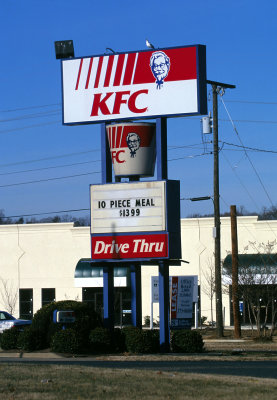 KFC
KFC
10 PIECE MEAL
$1399
Drive Thru